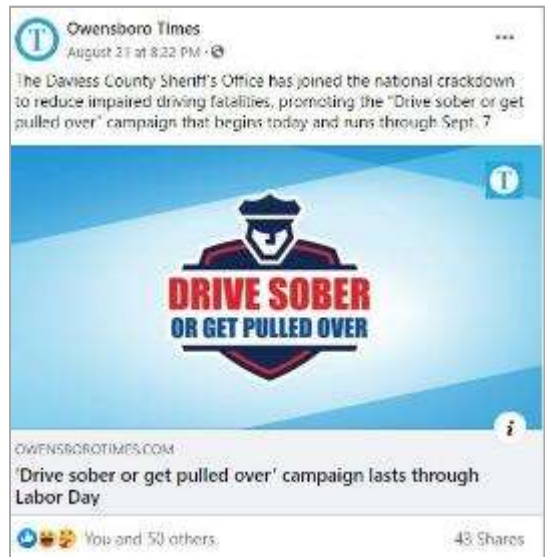 Owensboro Times
August 21 at 8:22 PM ·
The Daviess County Sheriff's Office has joined the national crackdown
to reduce impaired driving fatalities, promoting the "Drive sober or get
pulled over" campaign that begins today and runs through Sept. 7
T
T
DRIVE SOBER
OR GET PULLED OVER
i
OWENSBOROTIMES.COM
'Drive sober or get pulled over' campaign lasts through
Labor Day
You and 50 others
43 Shares